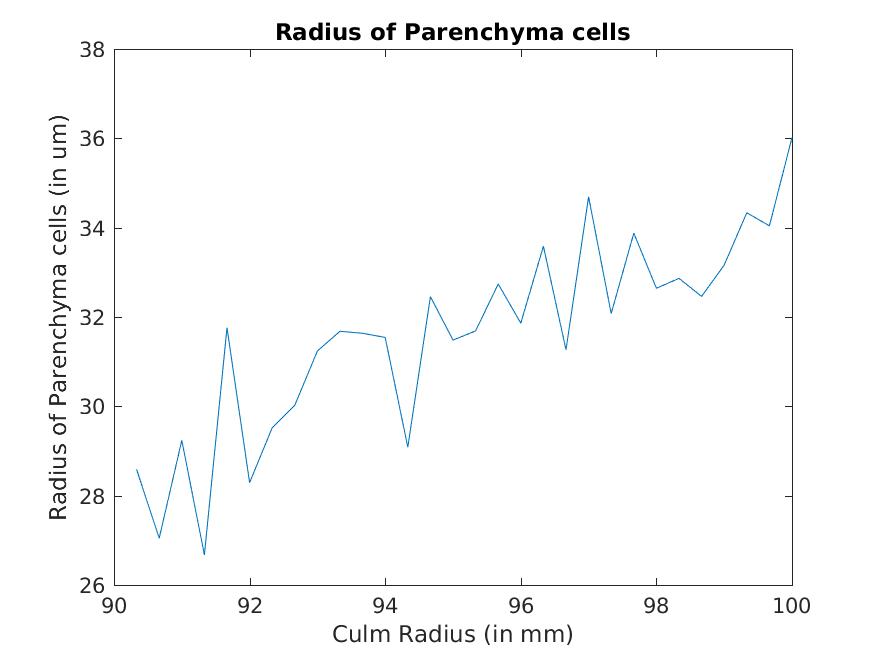 Radius of Parenchyma cells
38
36
34
32
30
28
26
Radius of Parenchyma cells (in um)
90 92 94 96 98 100
Culm Radius (in mm)